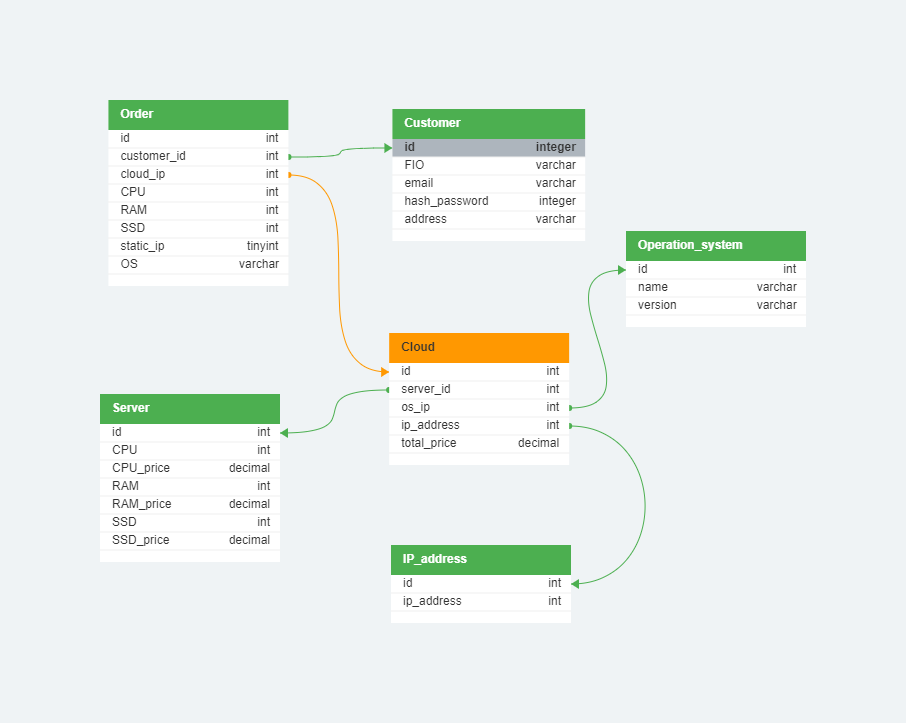 Order
id int
customer_id int
cloud_ip int
CPU int
RAM int
SSD int
static_ip tinyint
OS varchar
Customer
id integer
FIO varchar
email varchar
hash_password integer
address varchar
Operation_system
id int
name varchar
version varchar
Cloud
id int
server_id int
os_ip int
ip_address int
total_price decimal
Server
id int
CPU int
CPU_price decimal
RAM int
RAM_price decimal
SSD int
SSD_price decimal
IP_address
id int
ip_address int